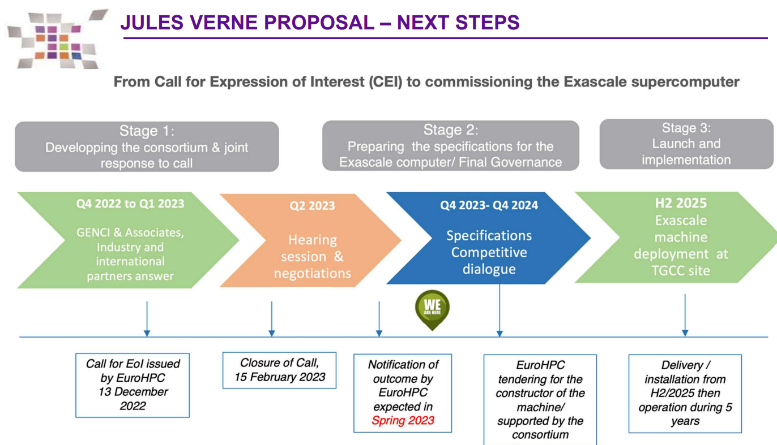 JULES VERNE PROPOSAL – NEXT STEPS
From Call for Expression of Interest (CEI) to commissioning the Exascale supercomputer
Stage 1:
Developping the consortium & joint
response to call
Stage 2:
Preparing the specifications for the
Exascale computer/ Final Governance
Stage 3:
Launch and
implementation
Q4 2022 to Q1 2023
GENCI & Associates,
Industry and
international
partners answer
Q2 2023
Hearing
session &
negotiations
Q4 2023- Q4 2024
Specifications
Competitive
dialogue
H2 2025
Exascale
machine
deployment at
TGCC site
WE
ARE HERE
Call for EoI issued
by EuroHPC
13 December
2022
Closure of Call,
15 February 2023
Notification of
outcome by
EuroHPC
expected in
Spring 2023
EuroHPC
tendering for the
constructor of the
machine/
supported by the
consortium
Delivery /
installation from
H2/2025 then
operation during 5
years